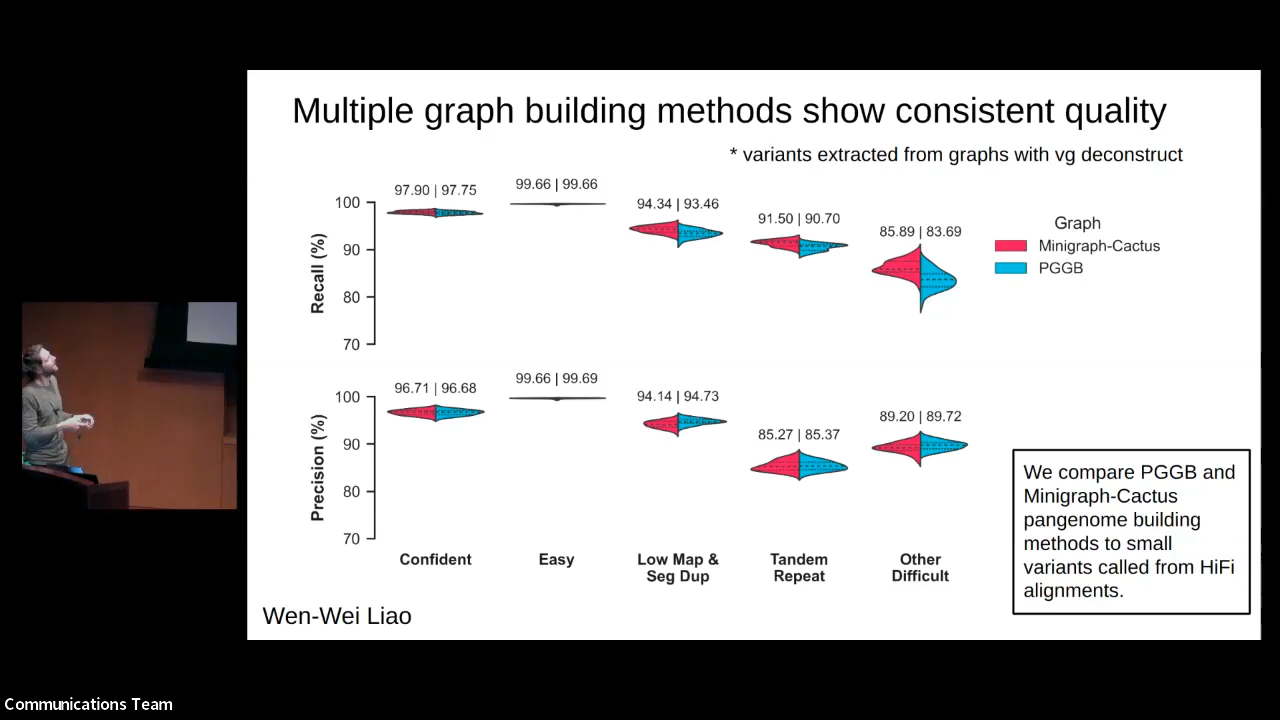 Multiple graph building methods show consistent quality
* variants extracted from graphs with vg deconstruct
97.90 | 97.75
99.66 | 99.66
94.34 | 93.46
91.50 | 90.70
85.89 | 83.69
Recall (%)
100
90
80
70
Graph
Minigraph-Cactus
PGGB
96.71 | 96.68
99.66 | 99.69
94.14 | 94.73
85.27 | 85.37
89.20 | 89.72
Precision (%)
100
90
80
70
Confident
Easy
Low Map &
Seg Dup
Tandem
Repeat
Other
Difficult
We compare PGGB and
Minigraph-Cactus
pangenome building
methods to small
variants called from HiFi
alignments.
Wen-Wei Liao
Communications Team